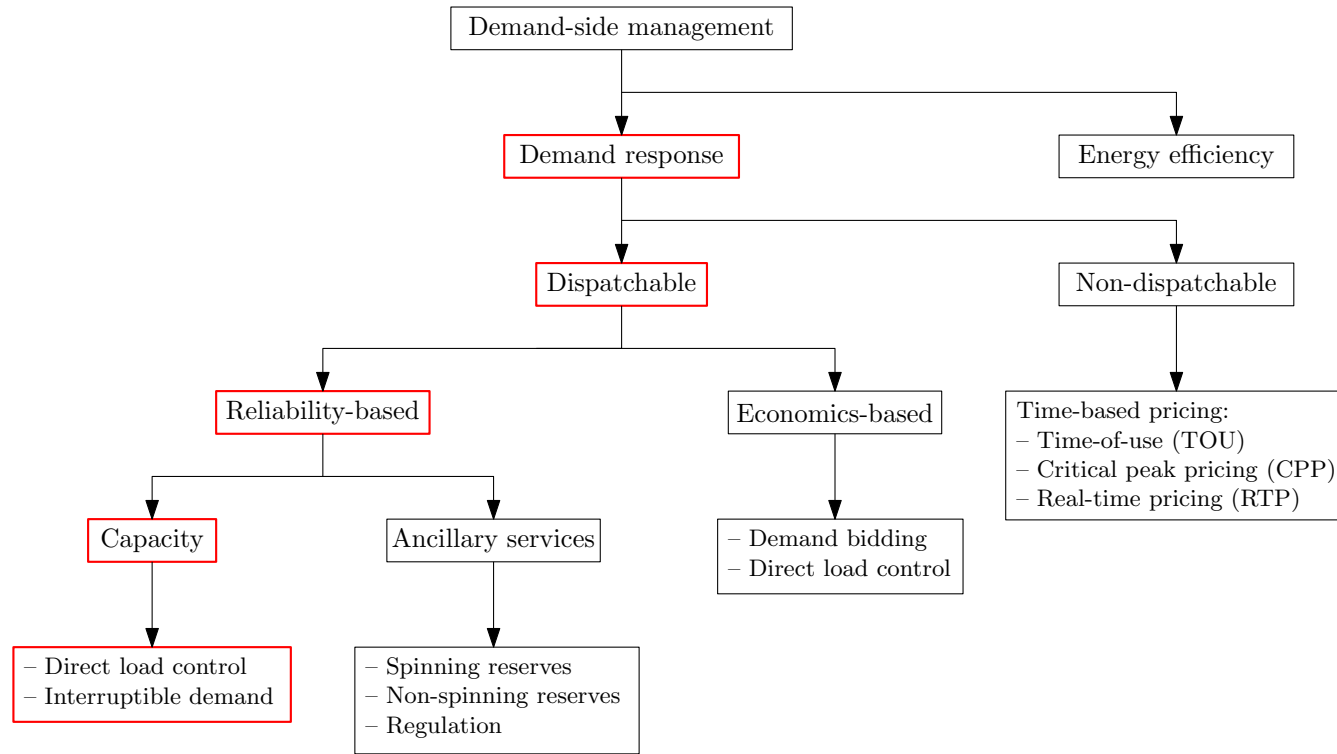 Demand-side management
Demand response
Energy efficiency
Dispatchable
Non-dispatchable
Reliability-based
Economics-based
Time-based pricing:
– Time-of-use (TOU)
– Critical peak pricing (CPP)
– Real-time pricing (RTP)
Capacity
Ancillary services
– Demand bidding
– Direct load control
– Direct load control
– Interruptible demand
– Spinning reserves
– Non-spinning reserves
– Regulation